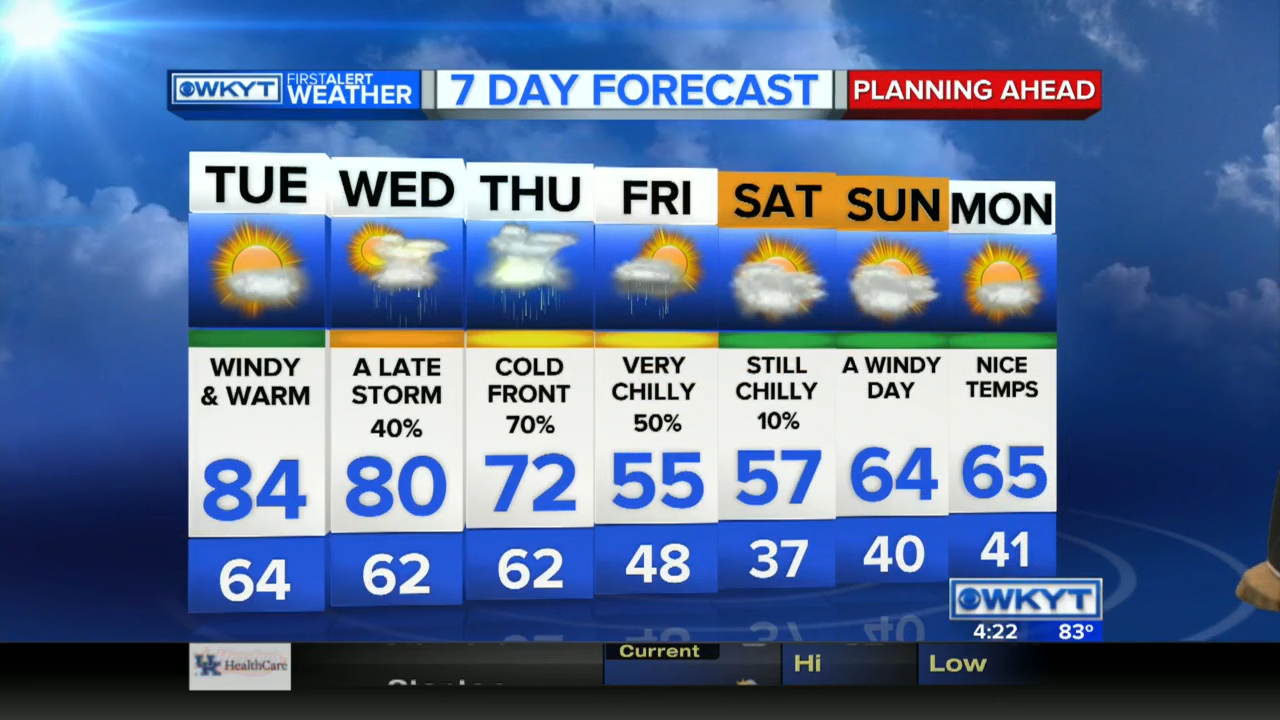 WKYT FIRST ALERT WEATHER 7 DAY FORECAST PLANNING AHEAD
TUE WED THU FRI SAT SUN MON
WINDY & WARM
84
64
A LATE STORM
40%
80
62
COLD FRONT
70%
72
62
VERY CHILLY
50%
55
48
STILL CHILLY
10%
57
37
A WINDY DAY
64
40
NICE TEMPS
65
41
WKYT
4:22 83°
UK HealthCare
Current
Hi
Low